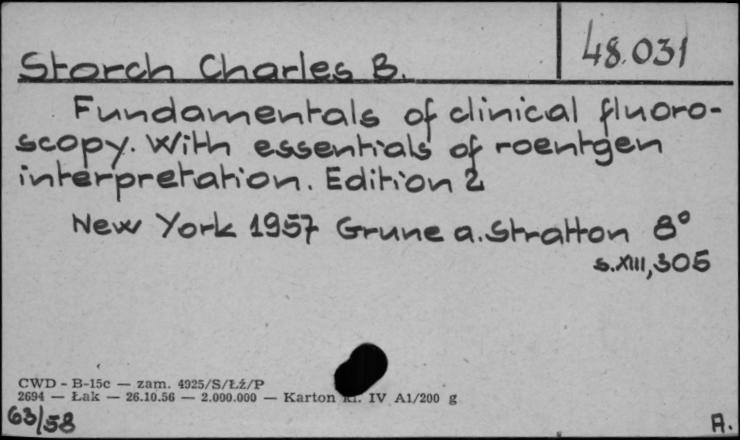 48.031
Storch Charles B.
Fundamentals of clinical fluoro-
scopy. With essentials of roentgen
interpretation. Edition 2
New York 1957 Grune a. Stratton 8°
s. XIII, 305
CWD - B-15c — zam. 4925/S/Łź/P
2694 — Łak — 26.10.56 — 2.000.000 — Karton kl. IV A1/200 g
63/58
A.